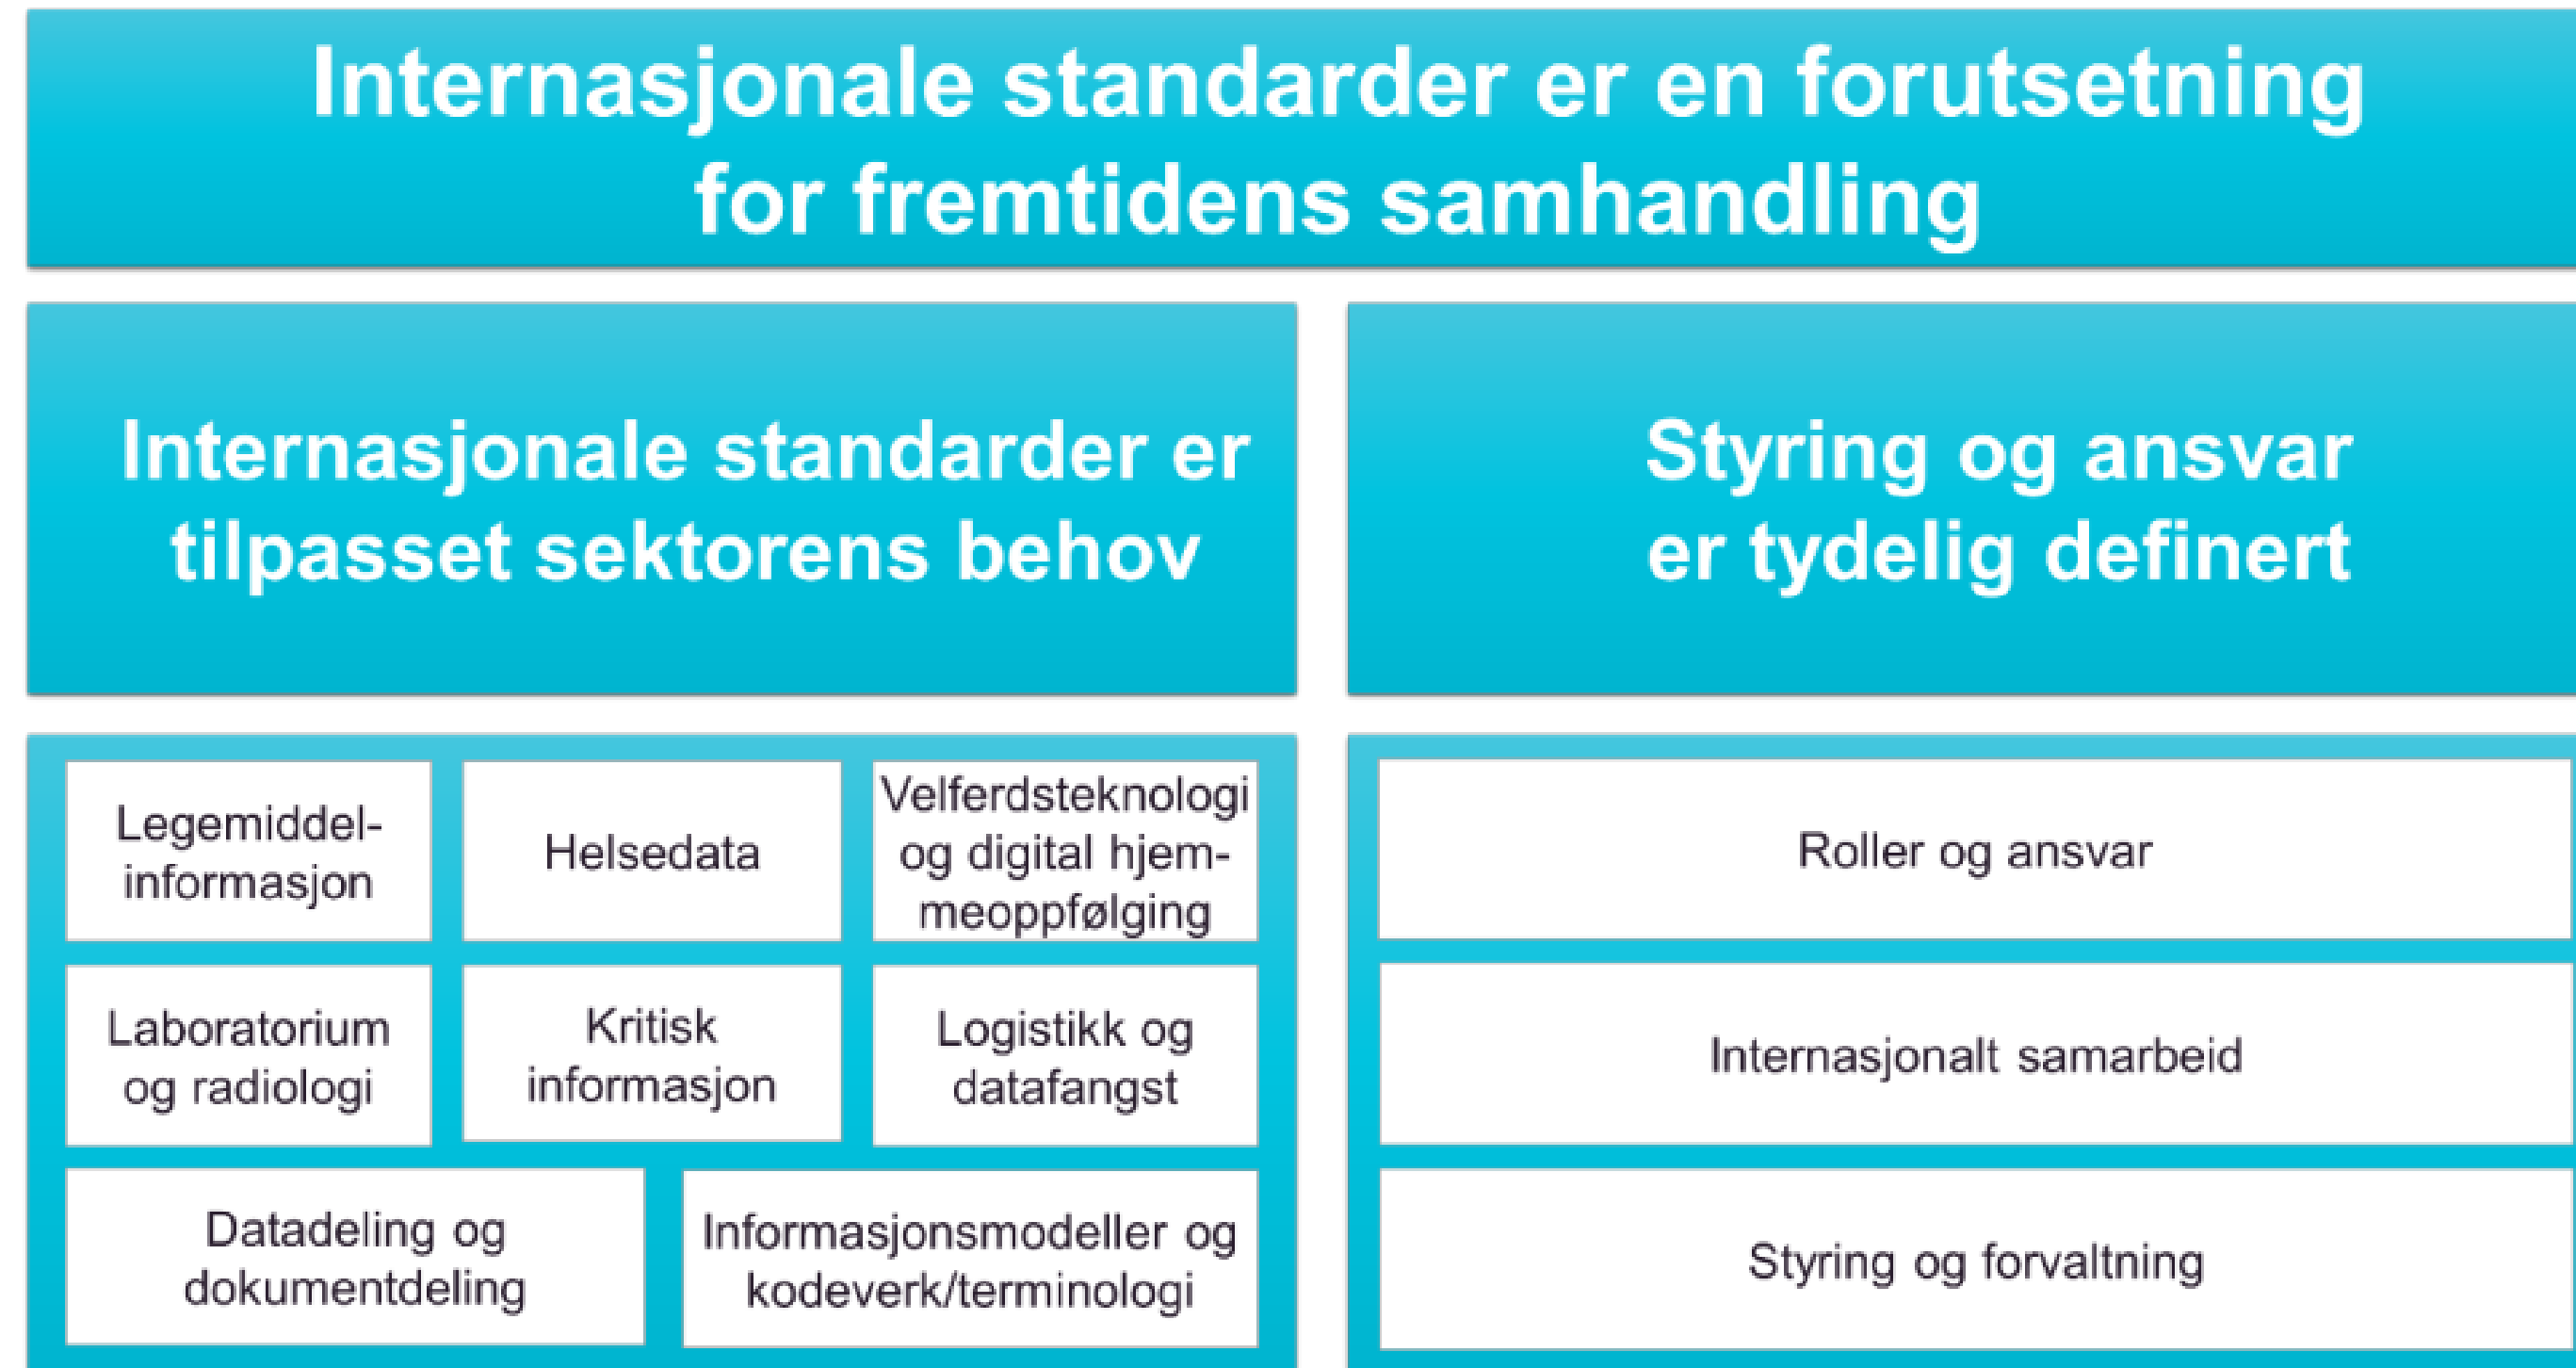 Internasjonale standarder er en forutsetning
for fremtidens samhandling
Internasjonale standarder er
tilpasset sektorens behov
Styring og ansvar
er tydelig definert
Legemiddel-
informasjon
Helsedata
Velferdsteknologi
og digital hjem-
meoppfølging
Laboratorium
og radiologi
Kritisk
informasjon
Logistikk og
datafangst
Datadeling og
dokumentdeling
Informasjonsmodeller og
kodeverk/terminologi
Roller og ansvar
Internasjonalt samarbeid
Styring og forvaltning